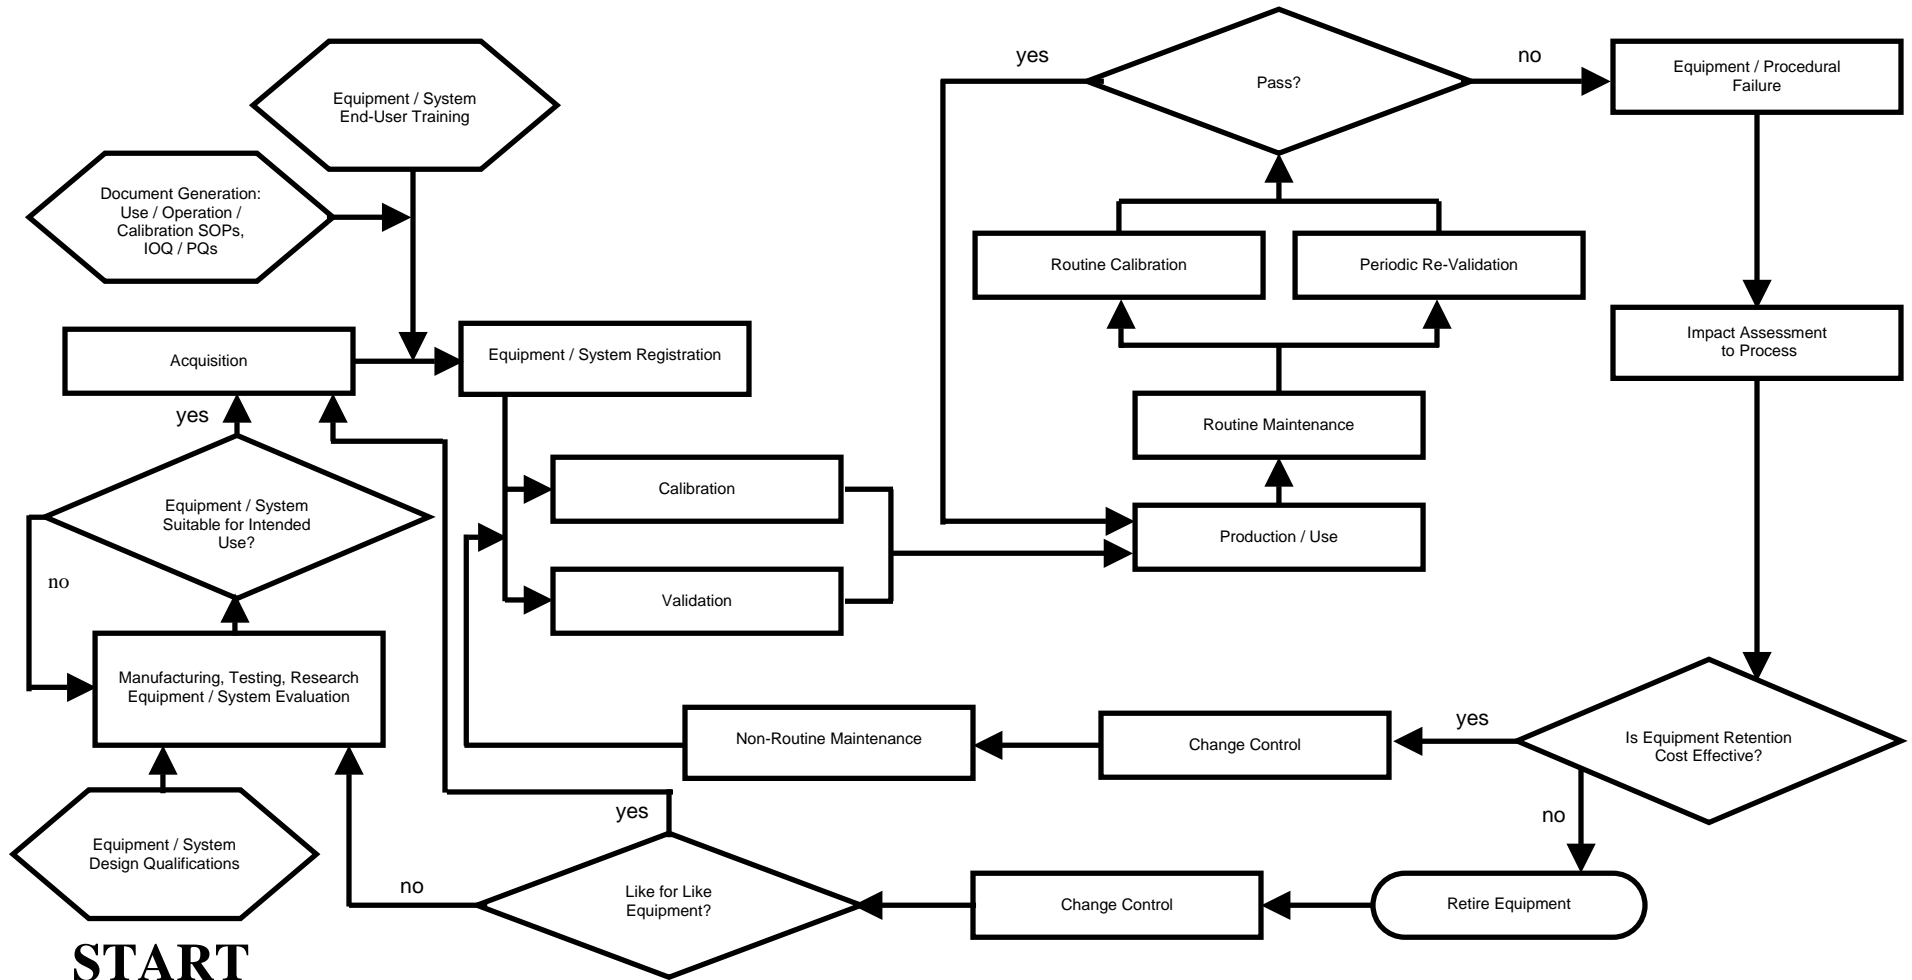 yes
Pass?
no
Equipment / Procedural
Failure
Equipment / System
End-User Training
Document Generation:
Use / Operation /
Calibration SOPs,
IOQ / PQs
Routine Calibration
Periodic Re-Validation
Acquisition
Equipment / System Registration
Impact Assessment
to Process
yes
Routine Maintenance
Equipment / System
Suitable for Intended
Use?
Calibration
Production / Use
no
Validation
Manufacturing, Testing, Research
Equipment / System Evaluation
Non-Routine Maintenance
Change Control
yes
Is Equipment Retention
Cost Effective?
yes
no
Equipment / System
Design Qualifications
no
Like for Like
Equipment?
Change Control
Retire Equipment
START